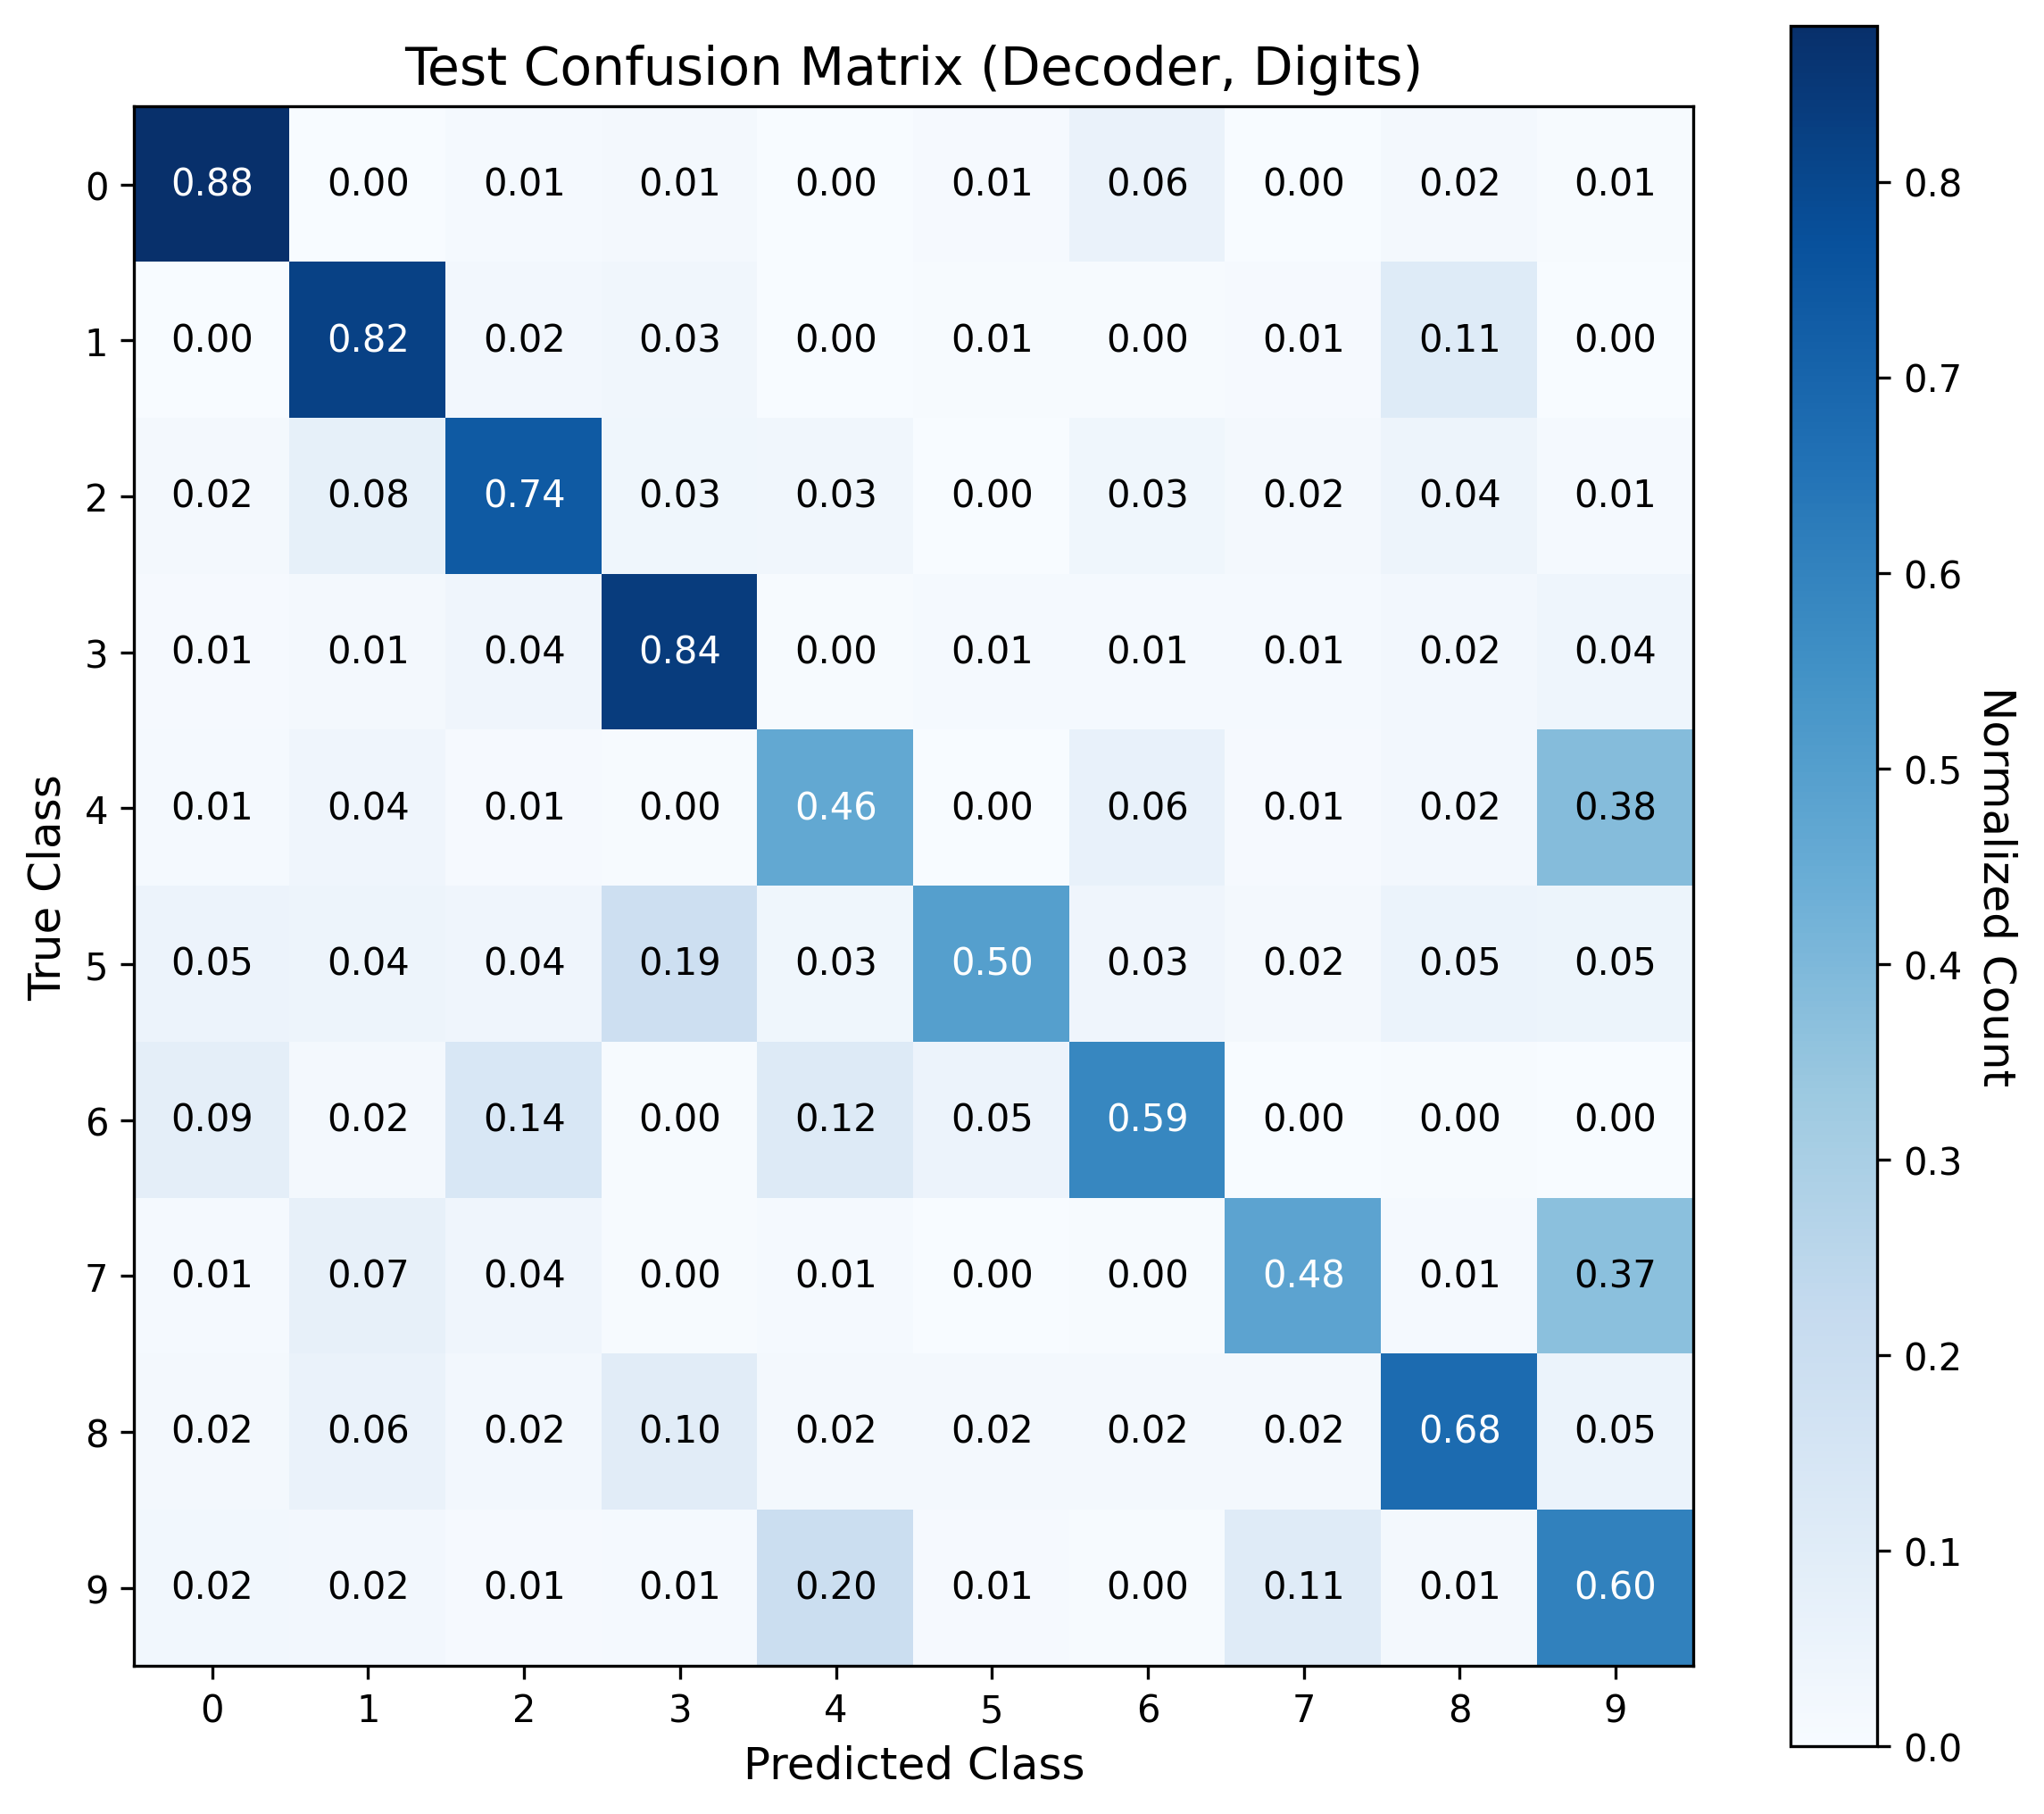 Test Confusion Matrix (Decoder, Digits)
0 0.88 0.00 0.01 0.01 0.00 0.01 0.06 0.00 0.02 0.01
1 0.00 0.82 0.02 0.03 0.00 0.01 0.00 0.01 0.11 0.00
2 0.02 0.08 0.74 0.03 0.03 0.00 0.03 0.02 0.04 0.01
3 0.01 0.01 0.04 0.84 0.00 0.01 0.01 0.01 0.02 0.04
4 0.01 0.04 0.01 0.00 0.46 0.00 0.06 0.01 0.02 0.38
5 0.05 0.04 0.04 0.19 0.03 0.50 0.03 0.02 0.05 0.05
6 0.09 0.02 0.14 0.00 0.12 0.05 0.59 0.00 0.00 0.00
7 0.01 0.07 0.04 0.00 0.01 0.00 0.00 0.48 0.01 0.37
8 0.02 0.06 0.02 0.10 0.02 0.02 0.02 0.02 0.68 0.05
9 0.02 0.02 0.01 0.01 0.20 0.01 0.00 0.11 0.01 0.60
0 1 2 3 4 5 6 7 8 9
Predicted Class
True Class
0.8
0.7
0.6
0.5
0.4
0.3
0.2
0.1
0.0
Normalized Count